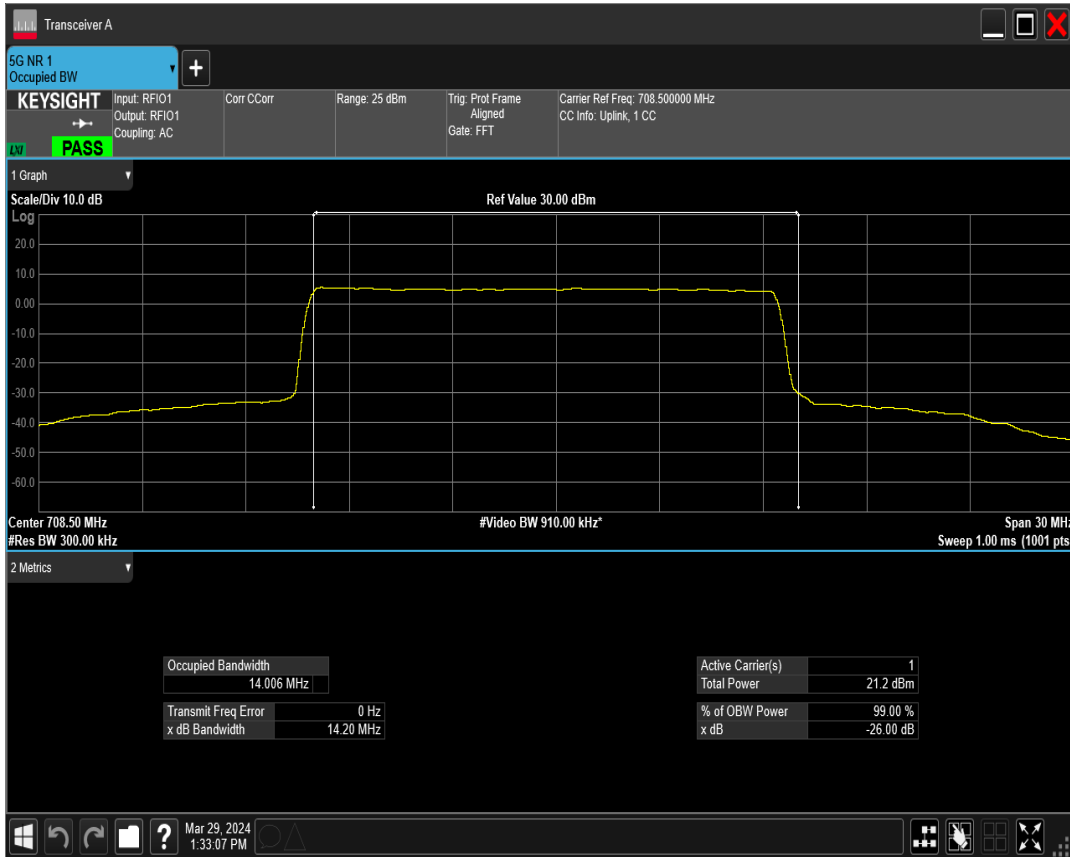 Transceiver A
5G NR 1
Occupied BW
+
KEYSIGHT
LXI
PASS
Input: RFIO1
Output: RFIO1
Coupling: AC
Corr CCorr
Range: 25 dBm
Trig: Prot Frame
Aligned
Gate: FFT
Carrier Ref Freq: 708.500000 MHz
CC Info: Uplink, 1 CC
1 Graph
Scale/Div 10.0 dB
Ref Value 30.00 dBm
Log
20.0
10.0
0.00
-10.0
-20.0
-30.0
-40.0
-50.0
-60.0
Center 708.50 MHz
#Video BW 910.00 kHz*
Span 30 MHz
#Res BW 300.00 kHz
Sweep 1.00 ms (1001 pts
2 Metrics
Occupied Bandwidth
14.006 MHz
Transmit Freq Error 0 Hz
x dB Bandwidth 14.20 MHz
Active Carrier(s) 1
Total Power 21.2 dBm
% of OBW Power 99.00 %
x dB -26.00 dB
?
Mar 29, 2024
1:33:07 PM